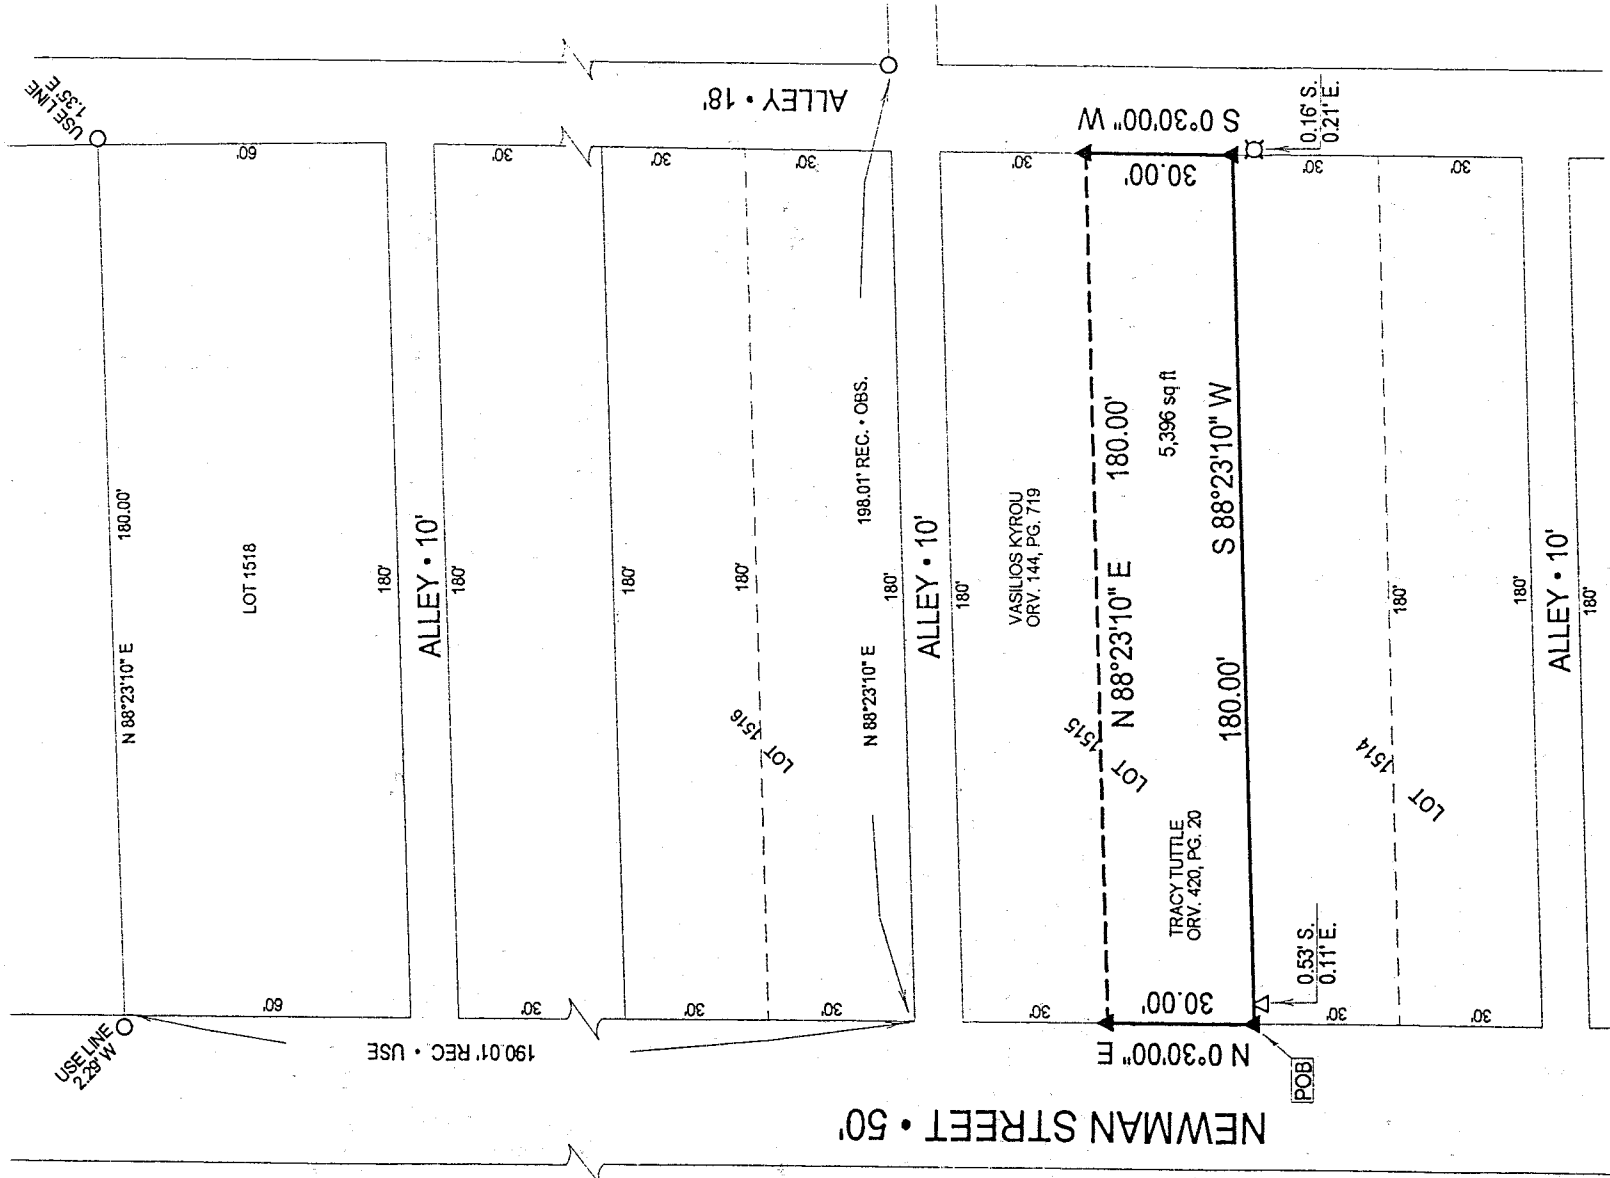 USE LINE
1.35' E
ALLEY • 18'
60'
30'
30'
30'
30'
S 0°30'00" W
30.00'
0.16' S.
0.21' E.
30'
30'
N 88°23'10" E
180.00'
LOT 1518
180'
ALLEY • 10'
180'
180'
180'
LOT 1516
N 88°23'10" E
198.01' REC. • OBS.
180'
ALLEY • 10'
180'
VASILIOS KYROU
ORV. 144, PG. 719
N 88°23'10" E
180.00'
LOT 1515
5,396 sq ft
TRACY TUTTLE
ORV. 420, PG. 20
180.00'
S 88°23'10" W
LOT 1514
180'
180'
ALLEY • 10'
180'
USE LINE
2.29' W
60'
190.01' REC • USE
30'
30'
30'
30'
30.00'
N 0°30'00" E
0.53' S.
0.11' E.
30'
30'
POB
NEWMAN STREET • 50'